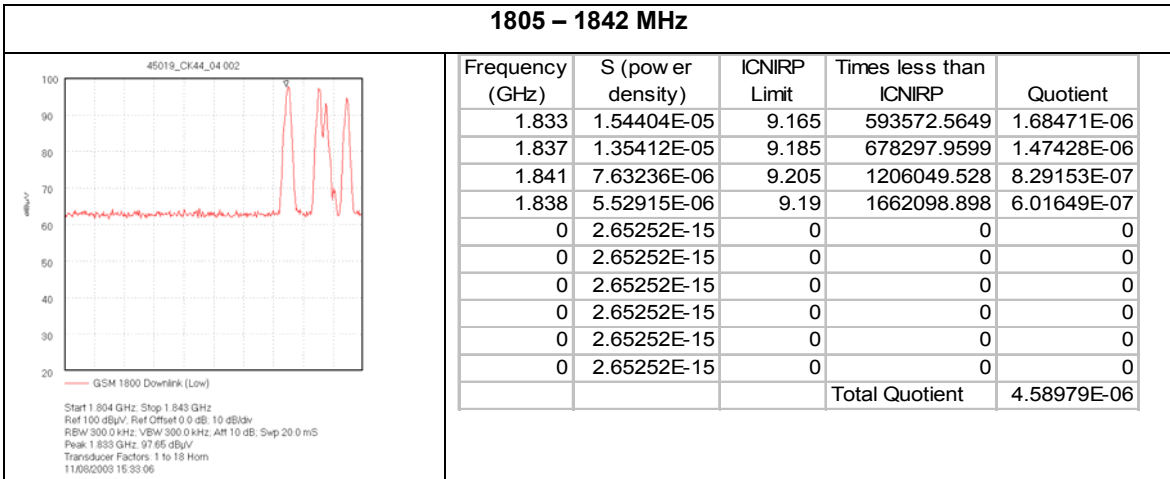 1805 – 1842 MHz
45019_CK44_04 002
100
90
80
70
60
50
40
30
20
dBµV
GSM 1800 Downlink (Low)
Start 1.804 GHz; Stop 1.843 GHz
Ref 100 dBµV; Ref Offset 0.0 dB; 10 dB/div
RBW 300.0 kHz; VBW 300.0 kHz; Att 10 dB; Swp 20.0 mS
Peak 1.833 GHz, 97.65 dBµV
Transducer Factors: 1 to 18 Horn
11/08/2003 15:33:06
Frequency (GHz) S (power density) ICNIRP Limit Times less than ICNIRP Quotient
1.833 1.54404E-05 9.165 593572.5649 1.68471E-06
1.837 1.35412E-05 9.185 678297.9599 1.47428E-06
1.841 7.63236E-06 9.205 1206049.528 8.29153E-07
1.838 5.52915E-06 9.19 1662098.898 6.01649E-07
0 2.65252E-15 0 0 0
0 2.65252E-15 0 0 0
0 2.65252E-15 0 0 0
0 2.65252E-15 0 0 0
0 2.65252E-15 0 0 0
0 2.65252E-15 0 0 0
Total Quotient 4.58979E-06